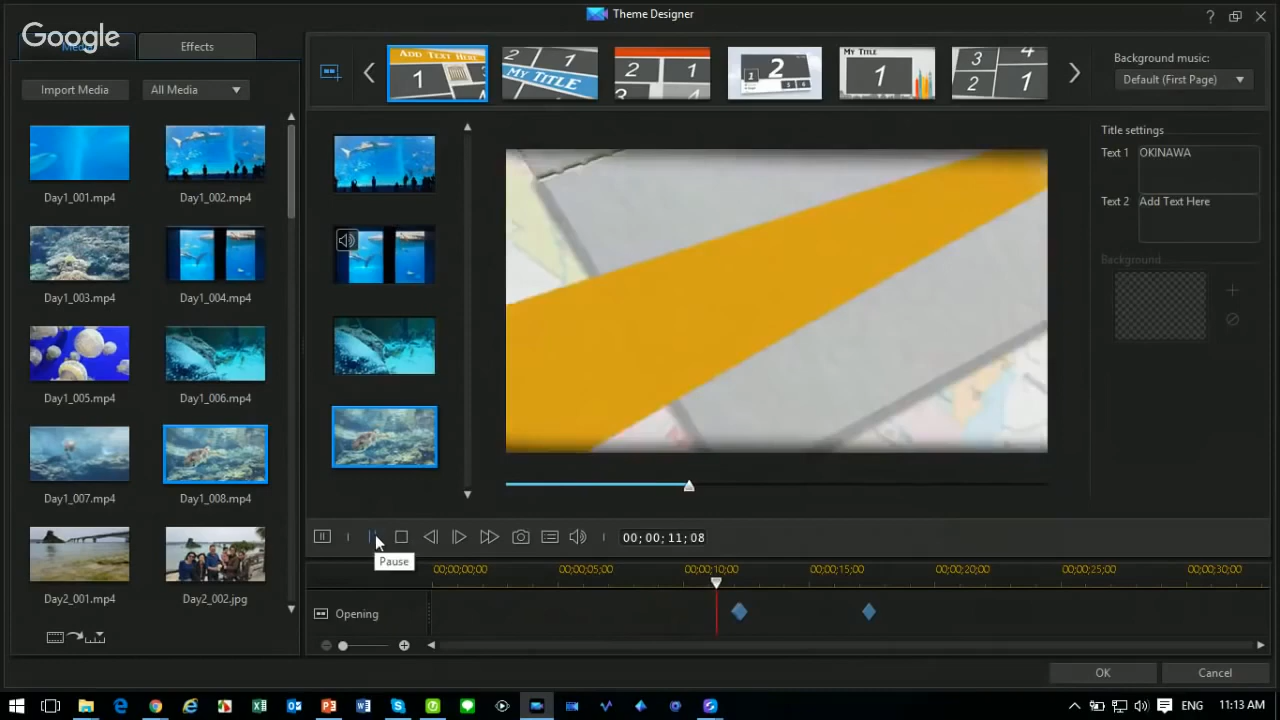 Theme Designer
Google
Media
Effects
Import Media
All Media
Day1_001.mp4
Day1_002.mp4
Day1_003.mp4
Day1_004.mp4
Day1_005.mp4
Day1_006.mp4
Day1_007.mp4
Day1_008.mp4
Day2_001.mp4
Day2_002.jpg
ADD TEXT HERE
1
2 1
MY TITLE
2 1
3 4
1 2
MY TITLE
1
3 4
2 1
Background music:
Default (First Page)
Title settings
Text 1 OKINAWA
Text 2 Add Text Here
Background
00;00;11;08
Pause
00;00;00;00 00;00;05;00 00;00;10;00 00;00;15;00 00;00;20;00 00;00;25;00 00;00;30;00
Opening
OK Cancel
ENG 11:13 AM